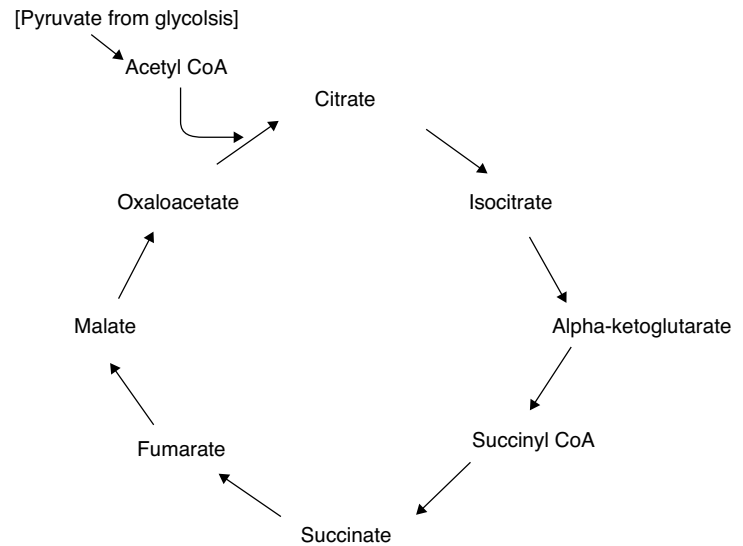 [Pyruvate from glycolsis]
Acetyl CoA
Citrate
Oxaloacetate
Isocitrate
Malate
Alpha-ketoglutarate
Succinyl CoA
Fumarate
Succinate